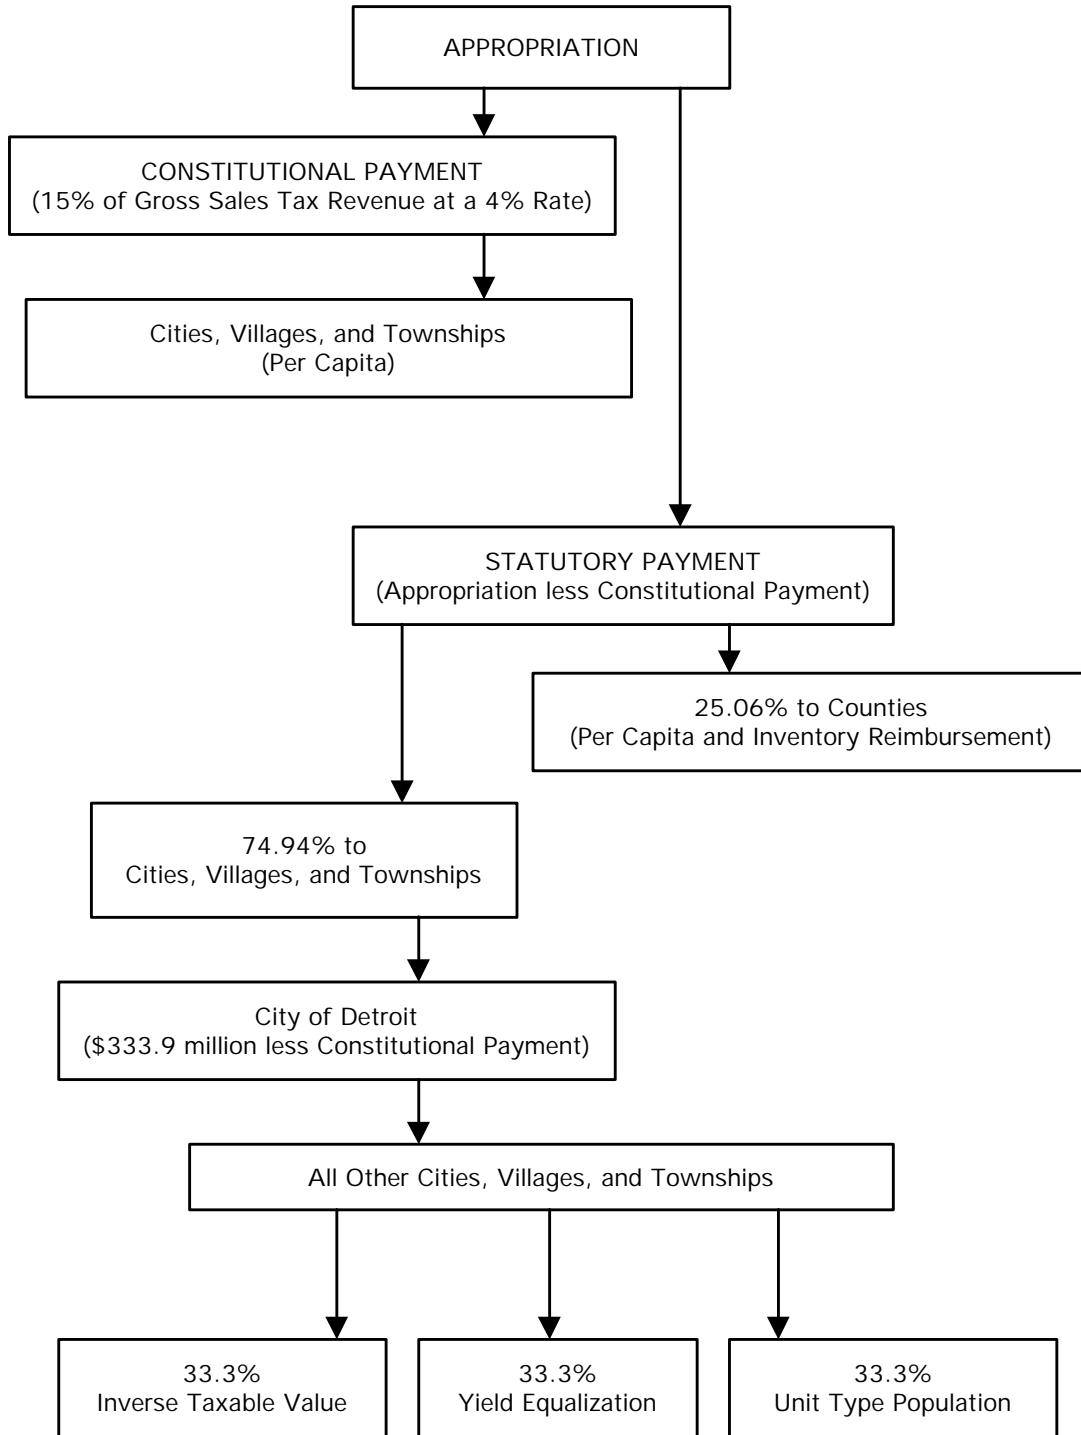 APPROPRIATION
CONSTITUTIONAL PAYMENT
(15% of Gross Sales Tax Revenue at a 4% Rate)
Cities, Villages, and Townships
(Per Capita)
STATUTORY PAYMENT
(Appropriation less Constitutional Payment)
25.06% to Counties
(Per Capita and Inventory Reimbursement)
74.94% to
Cities, Villages, and Townships
City of Detroit
($333.9 million less Constitutional Payment)
All Other Cities, Villages, and Townships
33.3%
Inverse Taxable Value
33.3%
Yield Equalization
33.3%
Unit Type Population